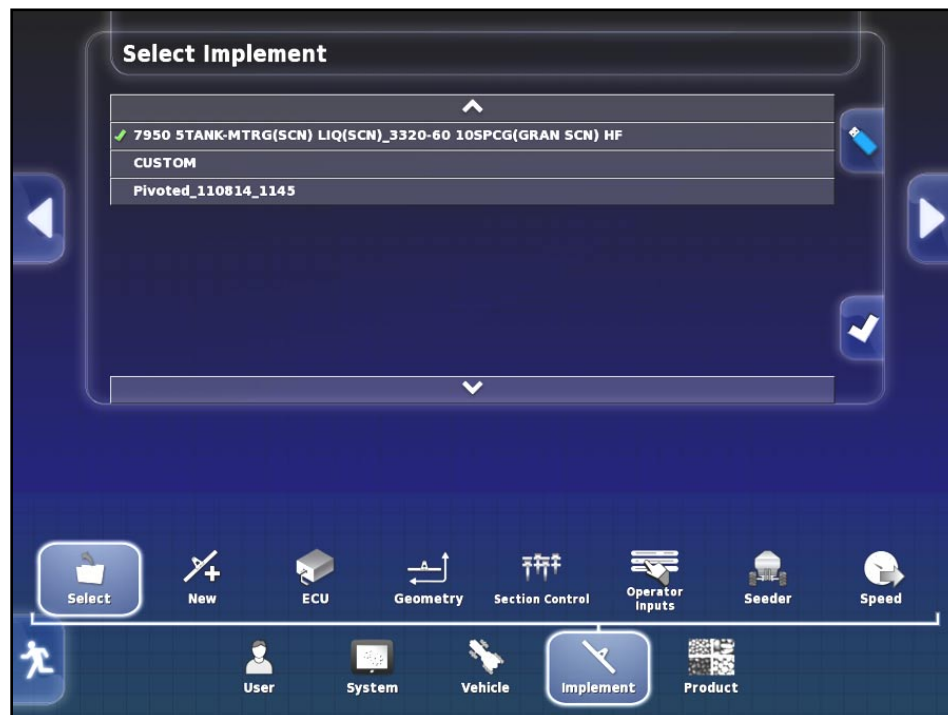 Select Implement
7950 5TANK-MTRG(SCN) LIQ(SCN)_3320-60 10SPCG(GRAN SCN) HF
CUSTOM
Pivoted_110814_1145
Select
New
ECU
Geometry
Section Control
Operator
Inputs
Seeder
Speed
User
System
Vehicle
Implement
Product